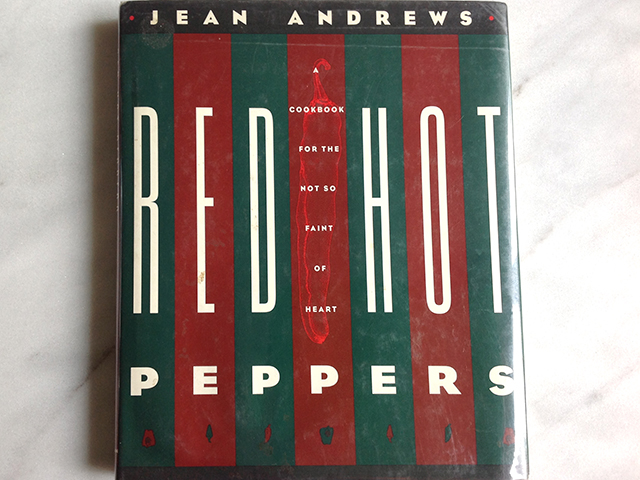 JEAN ANDREWS
RED HOT
A
COOKBOOK
FOR THE
NOT SO
FAINT
OF
HEART
PEPPERS